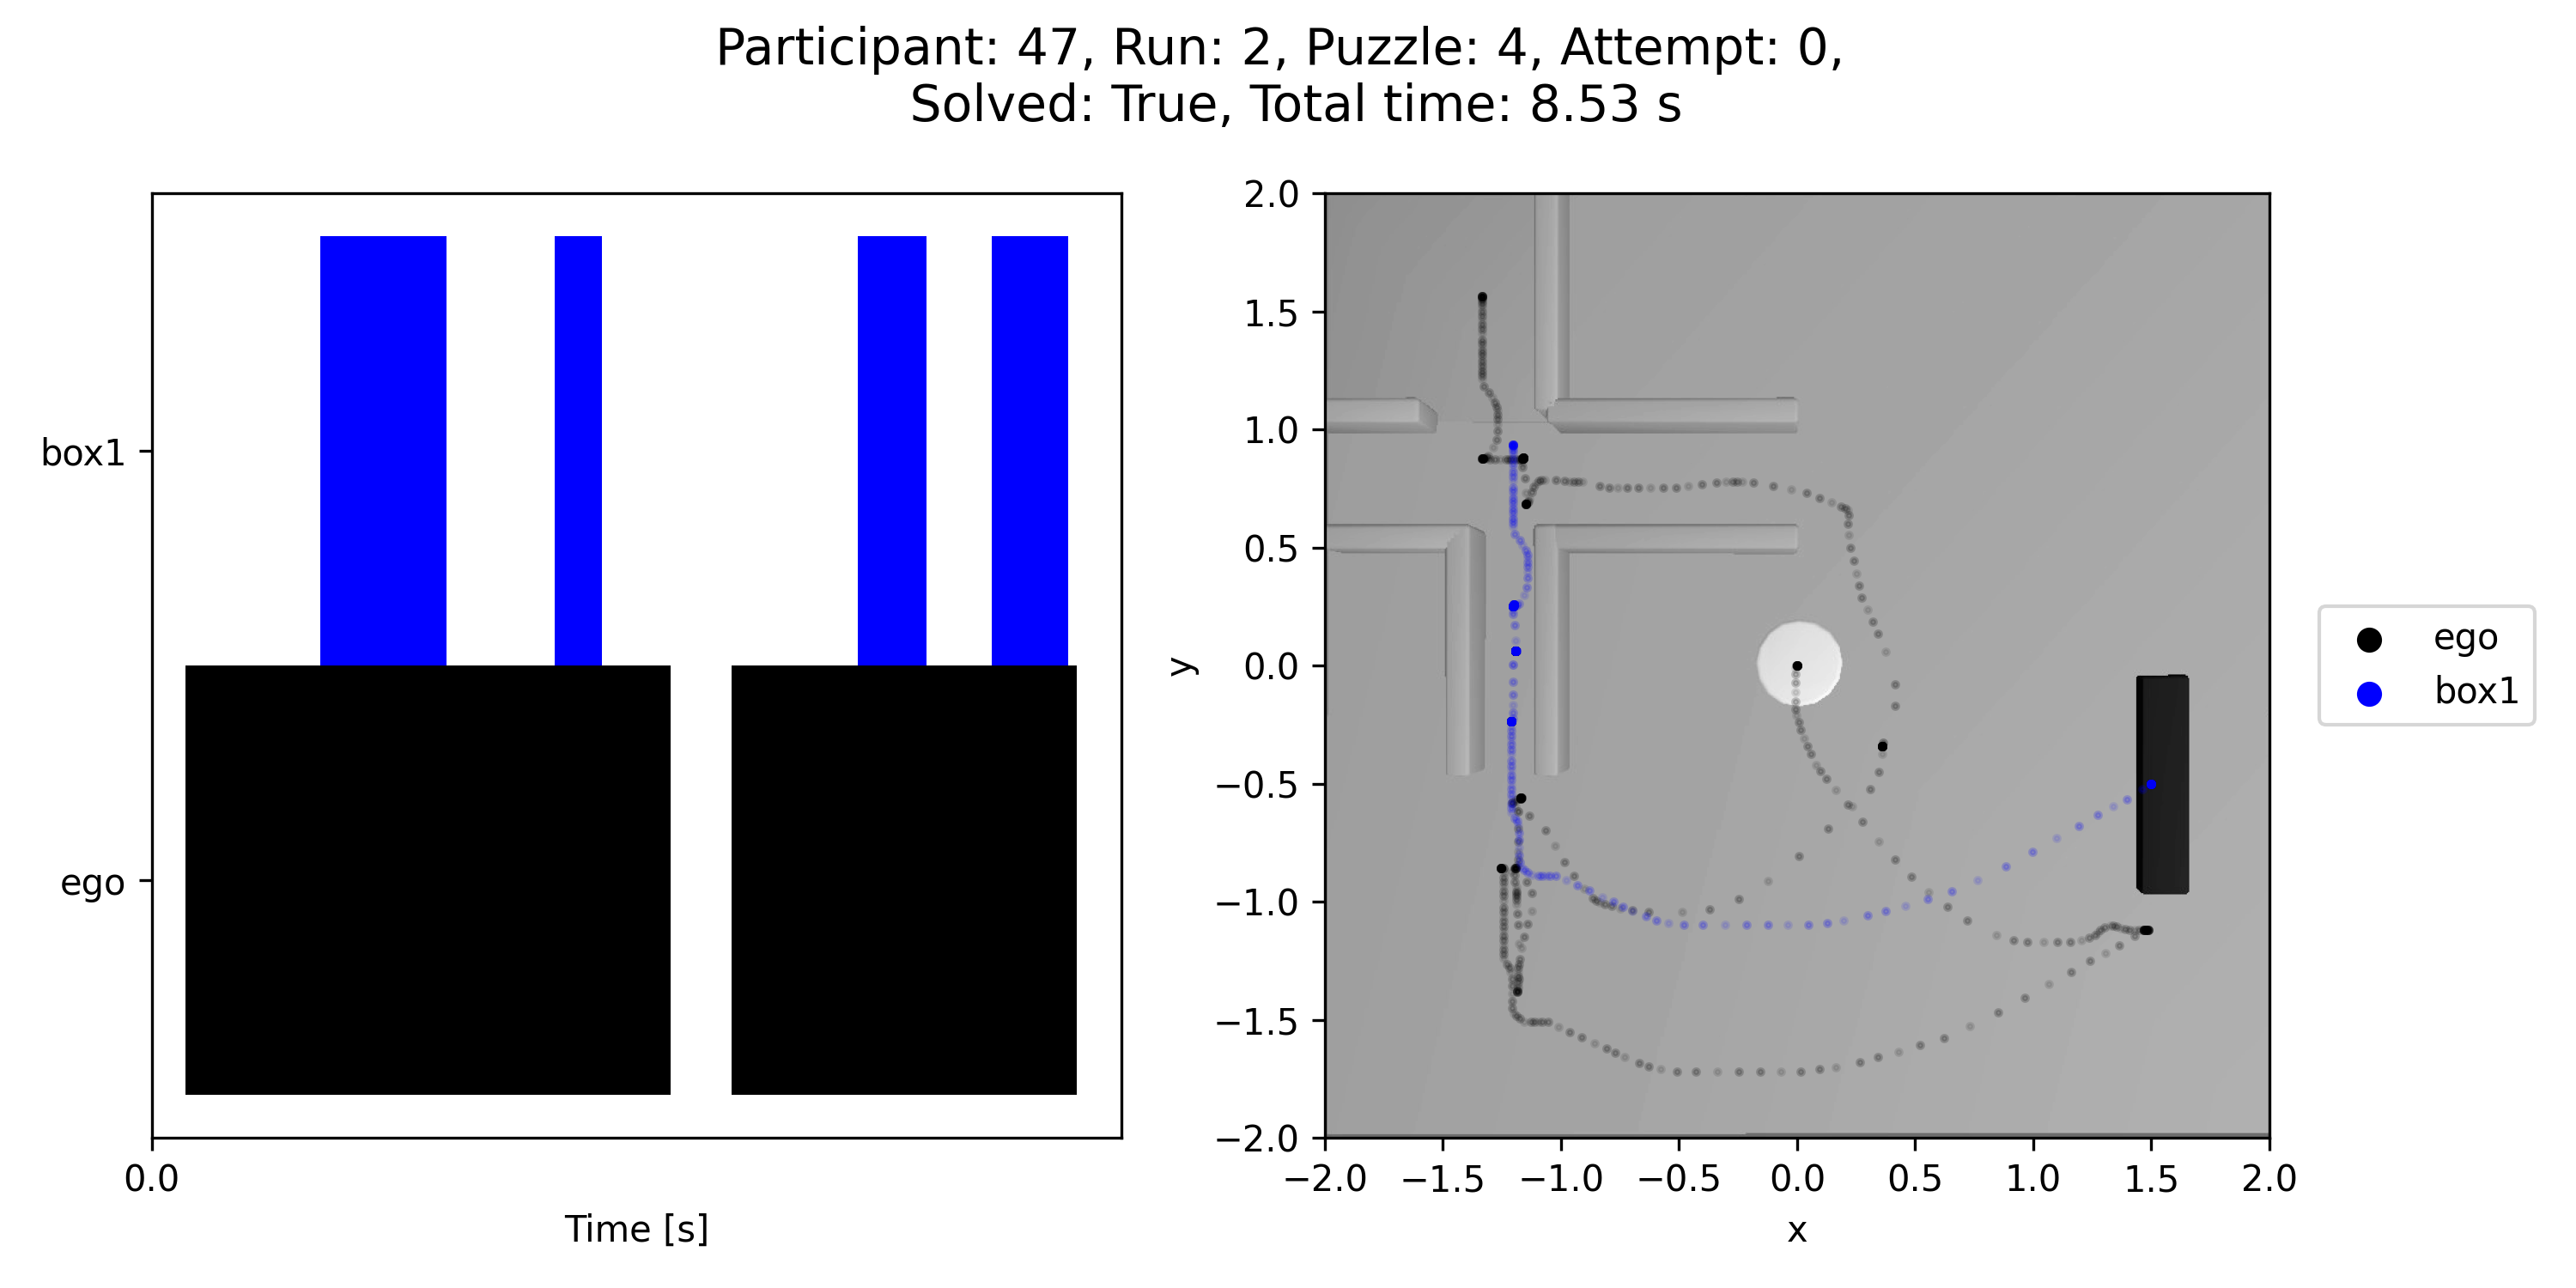 Participant: 47, Run: 2, Puzzle: 4, Attempt: 0,
Solved: True, Total time: 8.53 s
box1
ego
0.0
Time [s]
2.0
1.5
1.0
0.5
0.0
−0.5
−1.0
−1.5
−2.0
y
−2.0 −1.5 −1.0 −0.5 0.0 0.5 1.0 1.5 2.0
x
ego
box1